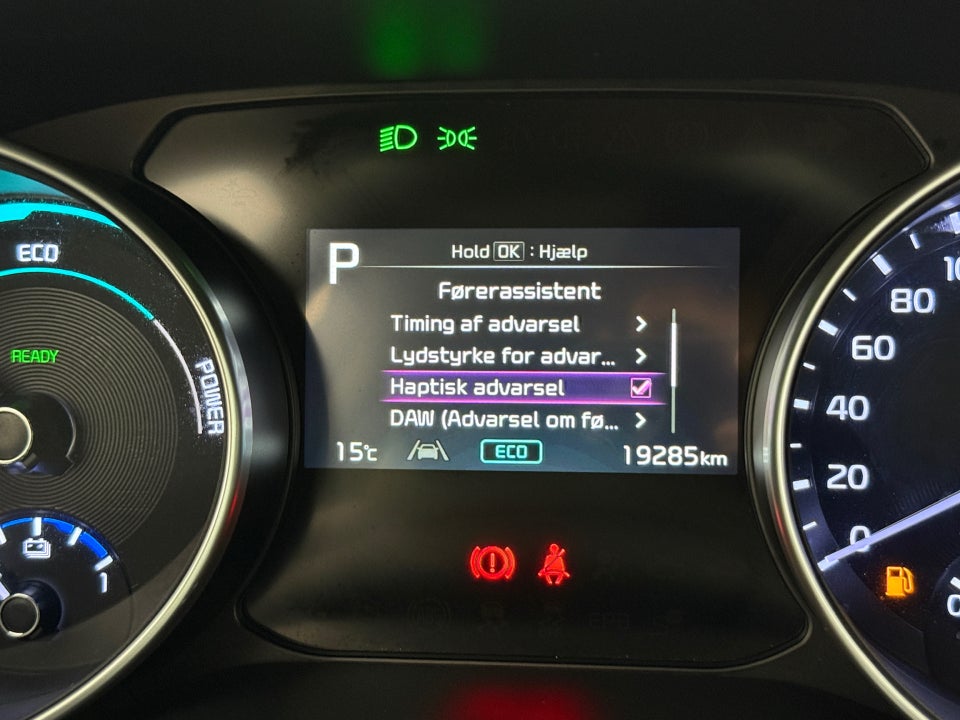 P
Hold OK : Hjælp
Førerassistent
Timing af advarsel
Lydstyrke for advar...
Haptisk advarsel
DAW (Advarsel om fø...
15°C
ECO
19285km
ECO
READY
POWER
1
80
60
40
20
0